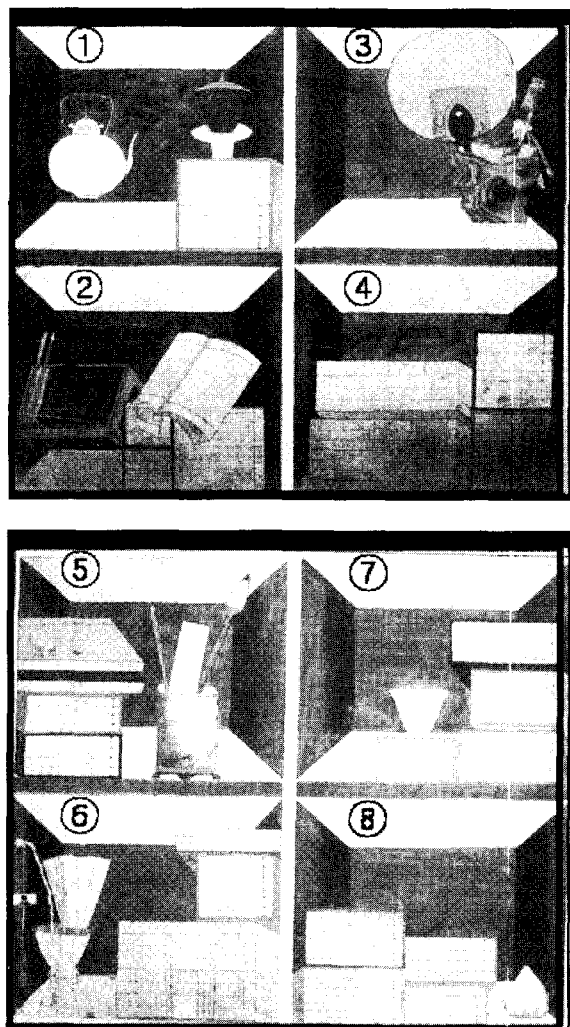 ① ③
② ④
⑤ ⑦
⑥ ⑧